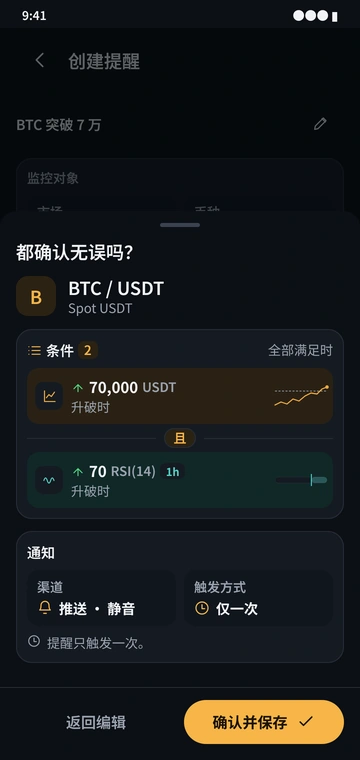 9:41
创建提醒
BTC 突破 7 万
监控对象
市场 币种
都确认无误吗？
B
BTC / USDT
Spot USDT
条件 2 全部满足时
70,000 USDT
升破时
且
70 RSI(14) 1h
升破时
通知
渠道 触发方式
推送 • 静音 仅一次
提醒只触发一次。
返回编辑 确认并保存